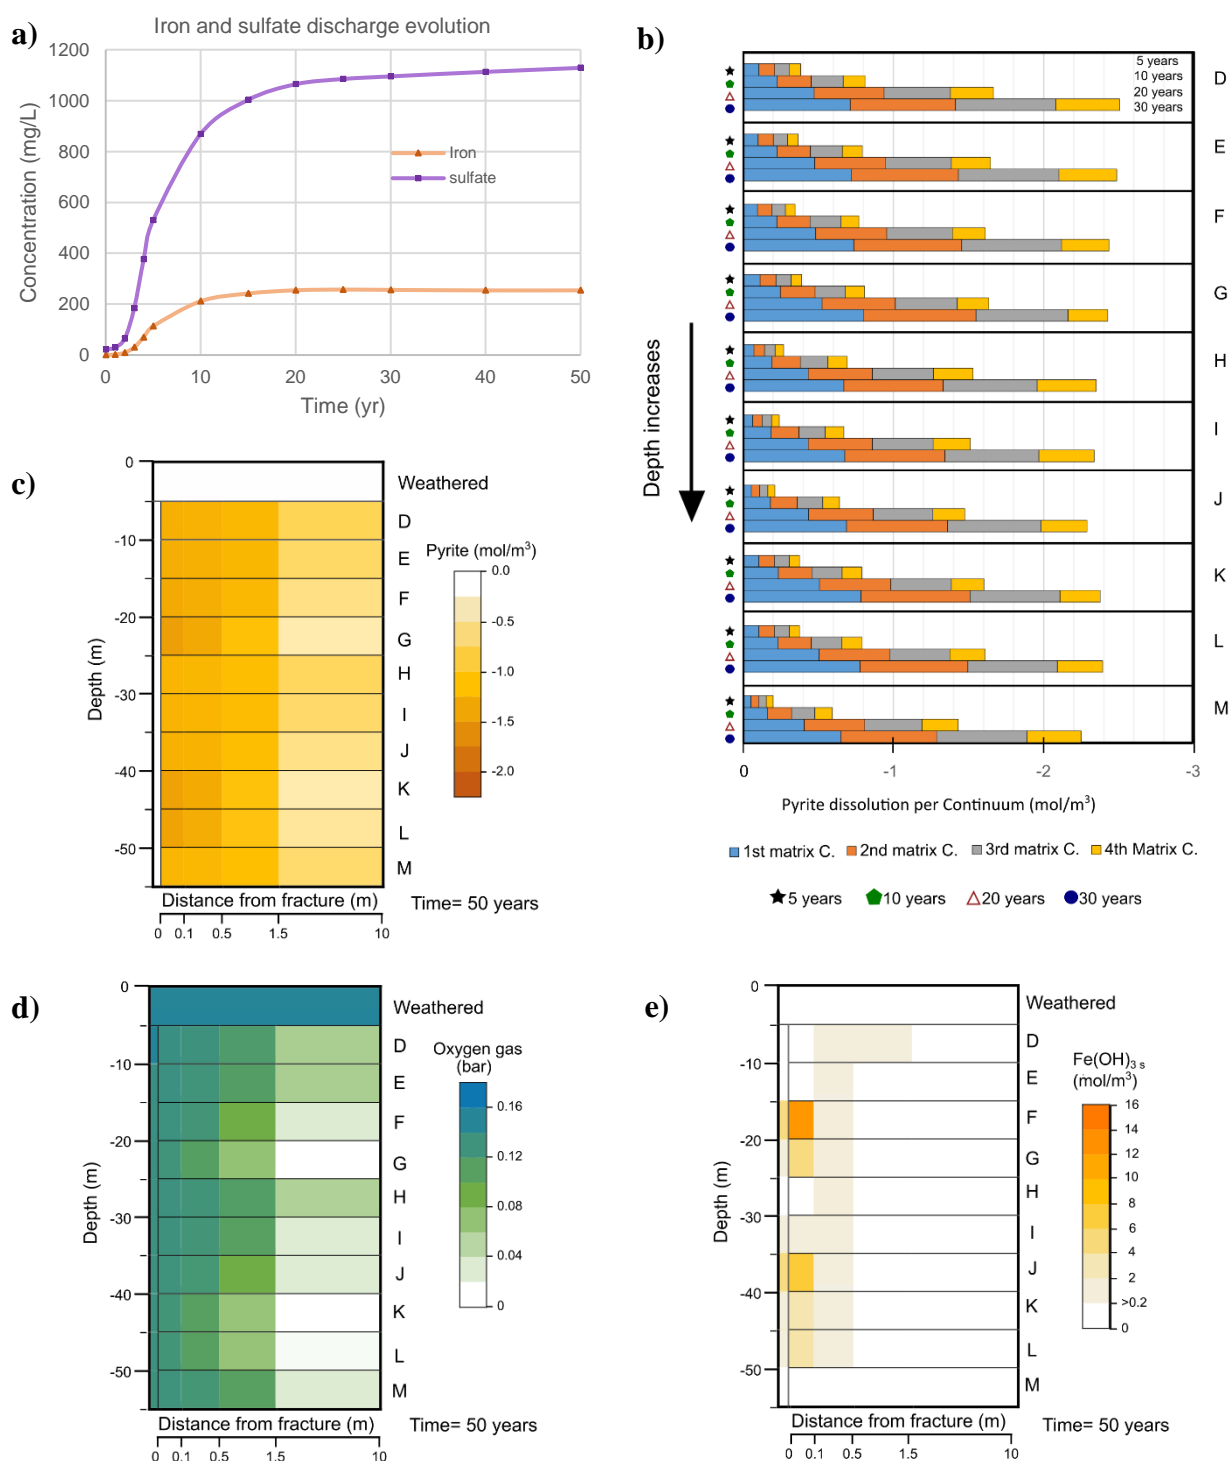 a)
Iron and sulfate discharge evolution
Concentration (mg/L)
1200
1000
800
600
400
200
0
Iron
sulfate
0 10 20 30 40 50
Time (yr)
b)
5 years
10 years
20 years
30 years
D
E
F
G
H
I
J
K
L
M
Depth increases
0 -1 -2 -3
Pyrite dissolution per Continuum (mol/m³)
1st matrix C. 2nd matrix C. 3rd matrix C. 4th Matrix C.
5 years 10 years 20 years 30 years
c)
0
-10
-20
-30
-40
-50
Depth (m)
Weathered
D
E
F
G
H
I
J
K
L
M
Pyrite (mol/m³)
0.0
-0.5
-1.0
-1.5
-2.0
Distance from fracture (m)
0 0.1 0.5 1.5 10
Time= 50 years
d)
0
-10
-20
-30
-40
-50
Depth (m)
Weathered
D
E
F
G
H
I
J
K
L
M
Oxygen gas
(bar)
0.16
0.12
0.08
0.04
0
Distance from fracture (m)
0 0.1 0.5 1.5 10
Time= 50 years
e)
0
-10
-20
-30
-40
-50
Depth (m)
Weathered
D
E
F
G
H
I
J
K
L
M
Fe(OH)₃ s
(mol/m³)
16
14
12
10
8
6
4
2
>0.2
0
Distance from fracture (m)
0 0.1 0.5 1.5 10
Time= 50 years